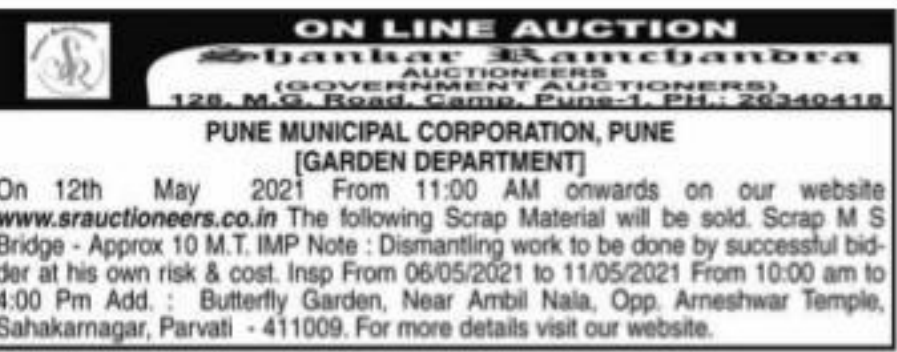 ON LINE AUCTION
Shankar Ramchandra
AUCTIONEERS
(GOVERNMENT AUCTIONERS)
128, M.G. Road, Camp, Pune-1, PH.: 26340418
PUNE MUNICIPAL CORPORATION, PUNE
[GARDEN DEPARTMENT]
On 12th May 2021 From 11:00 AM onwards on our website
www.srauctioneers.co.in The following Scrap Material will be sold. Scrap M S
Bridge - Approx 10 M.T. IMP Note : Dismantling work to be done by successful bid-
der at his own risk & cost. Insp From 06/05/2021 to 11/05/2021 From 10:00 am to
4:00 Pm Add. : Butterfly Garden, Near Ambil Nala, Opp. Arneshwar Temple,
Sahakarnagar, Parvati - 411009. For more details visit our website.